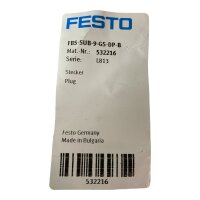 FESTO
FBS-SUB-9-GS-DP-B
Mat.-Nr.: 532216
Serie: L813
Stecker
Plug
Festo Germany
Made in Bulgaria
532216